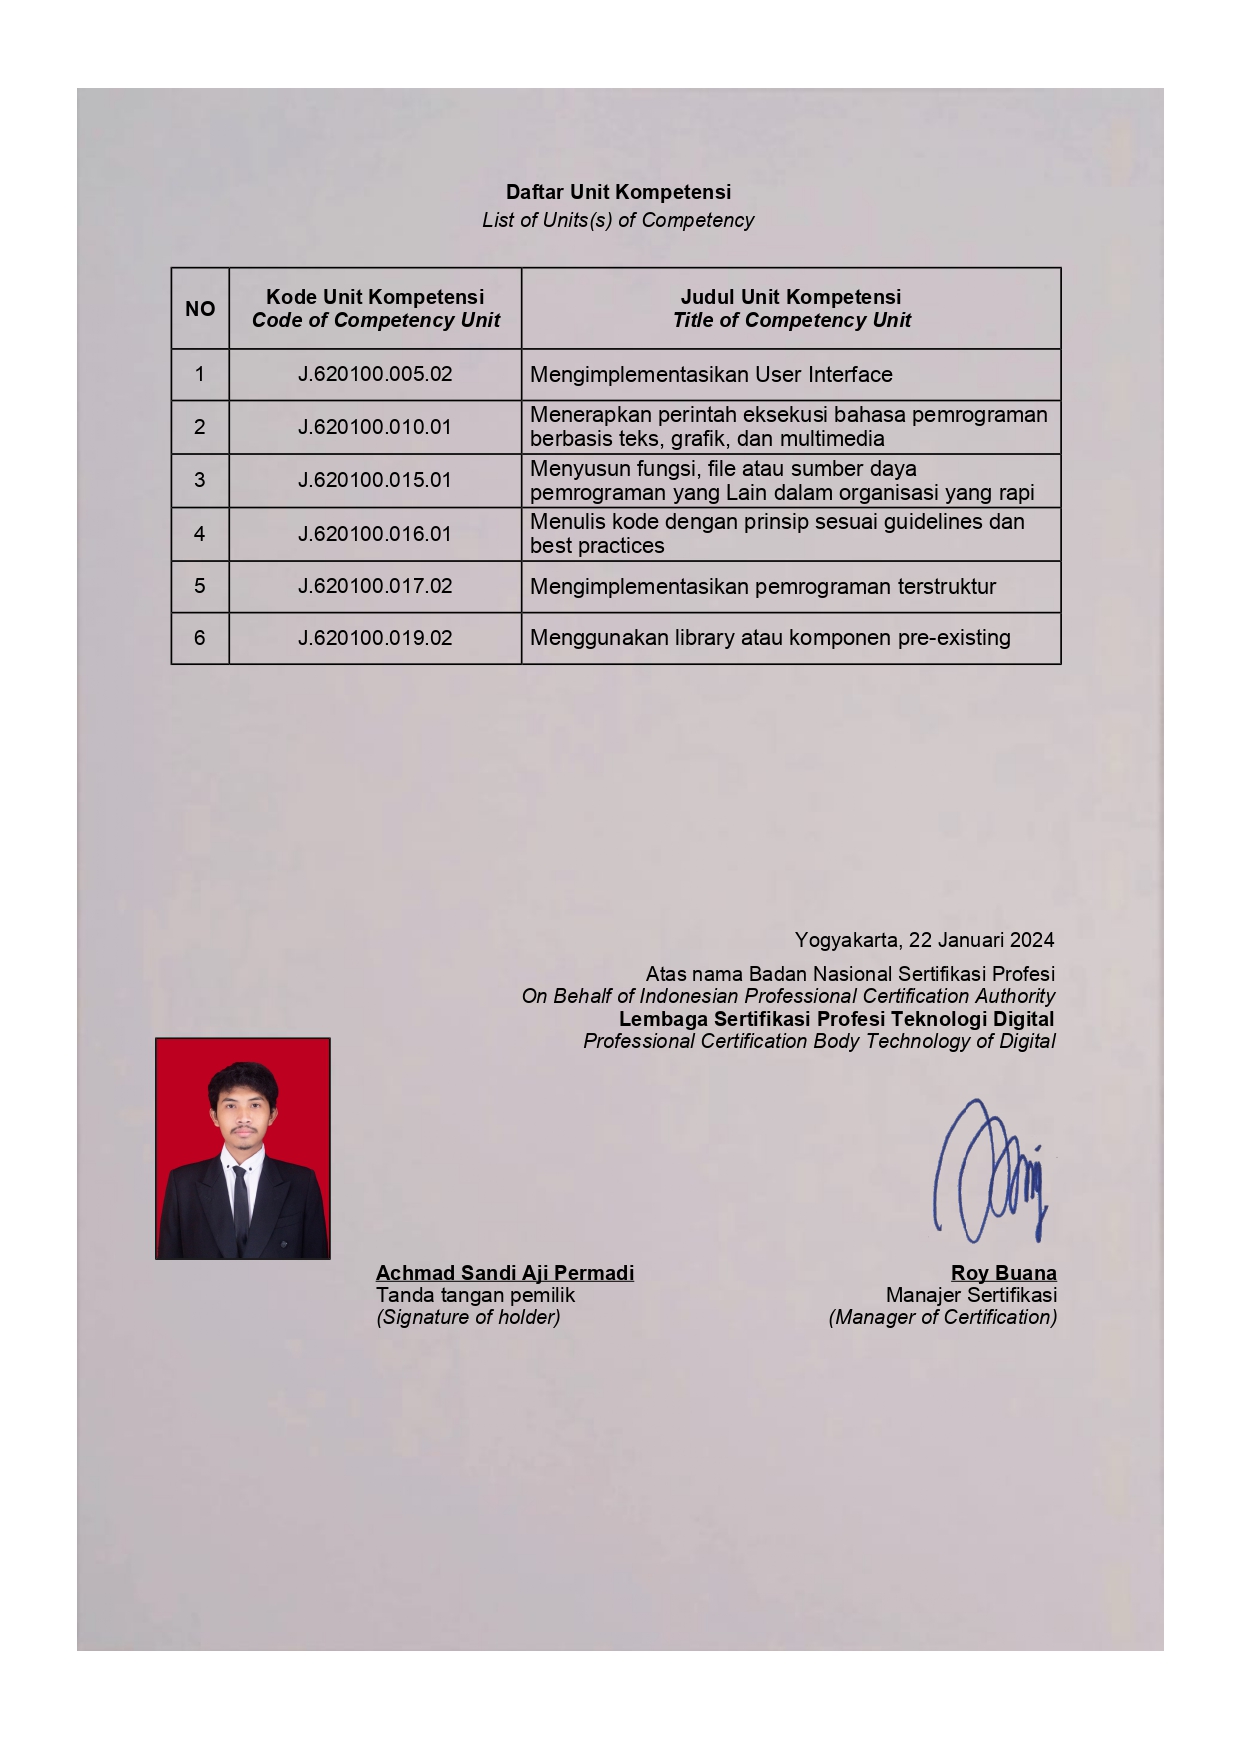 Daftar Unit Kompetensi
List of Units(s) of Competency
NO
Kode Unit Kompetensi
Code of Competency Unit
Judul Unit Kompetensi
Title of Competency Unit
1 J.620100.005.02 Mengimplementasikan User Interface
2 J.620100.010.01 Menerapkan perintah eksekusi bahasa pemrograman
berbasis teks, grafik, dan multimedia
3 J.620100.015.01 Menyusun fungsi, file atau sumber daya
pemrograman yang Lain dalam organisasi yang rapi
4 J.620100.016.01 Menulis kode dengan prinsip sesuai guidelines dan
best practices
5 J.620100.017.02 Mengimplementasikan pemrograman terstruktur
6 J.620100.019.02 Menggunakan library atau komponen pre-existing
Yogyakarta, 22 Januari 2024
Atas nama Badan Nasional Sertifikasi Profesi
On Behalf of Indonesian Professional Certification Authority
Lembaga Sertifikasi Profesi Teknologi Digital
Professional Certification Body Technology of Digital
Achmad Sandi Aji Permadi
Tanda tangan pemilik
(Signature of holder)
Roy Buana
Manajer Sertifikasi
(Manager of Certification)